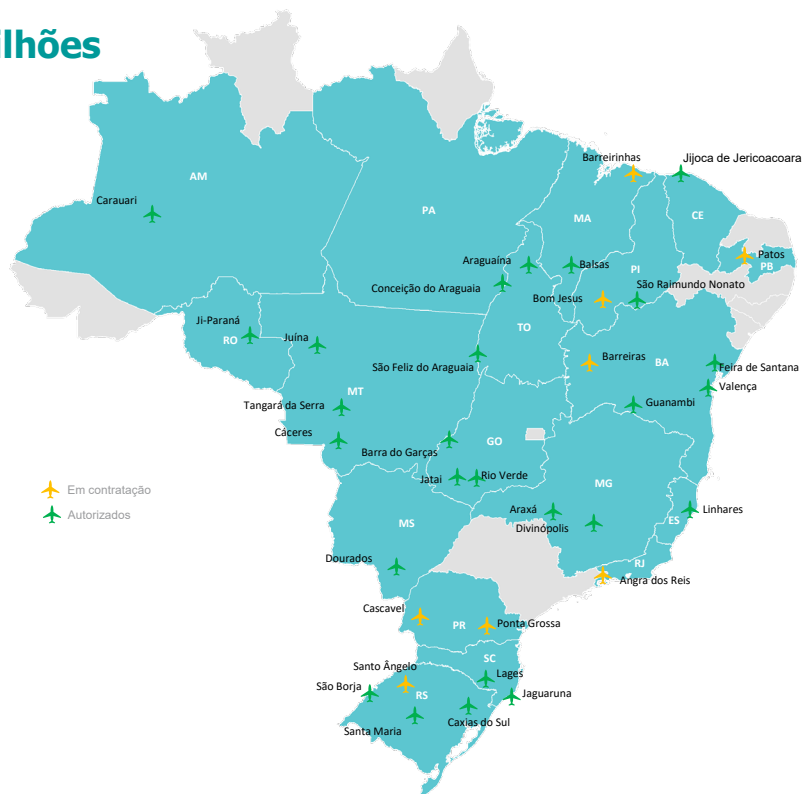 ilhões
Barreirinhas
Jijoca de Jericoacoara
AM
Carauari
PA
MA
CE
Patos
PB
Araguaína
Balsas
PI
Conceição do Araguaia
São Raimundo Nonato
Bom Jesus
TO
Ji-Paraná
RO
Juína
São Feliz do Araguaia
Barreiras
BA
Feira de Santana
Valença
MT
Tangará da Serra
Guanambi
Cáceres
Barra do Garças
GO
Jatai
Rio Verde
MG
Em contratação
Autorizados
MS
Araxá
Divinópolis
ES
Linhares
Dourados
RJ
Angra dos Reis
Cascavel
PR
Ponta Grossa
SC
Santo Ângelo
Lages
São Borja
RS
Jaguaruna
Santa Maria
Caxias do Sul